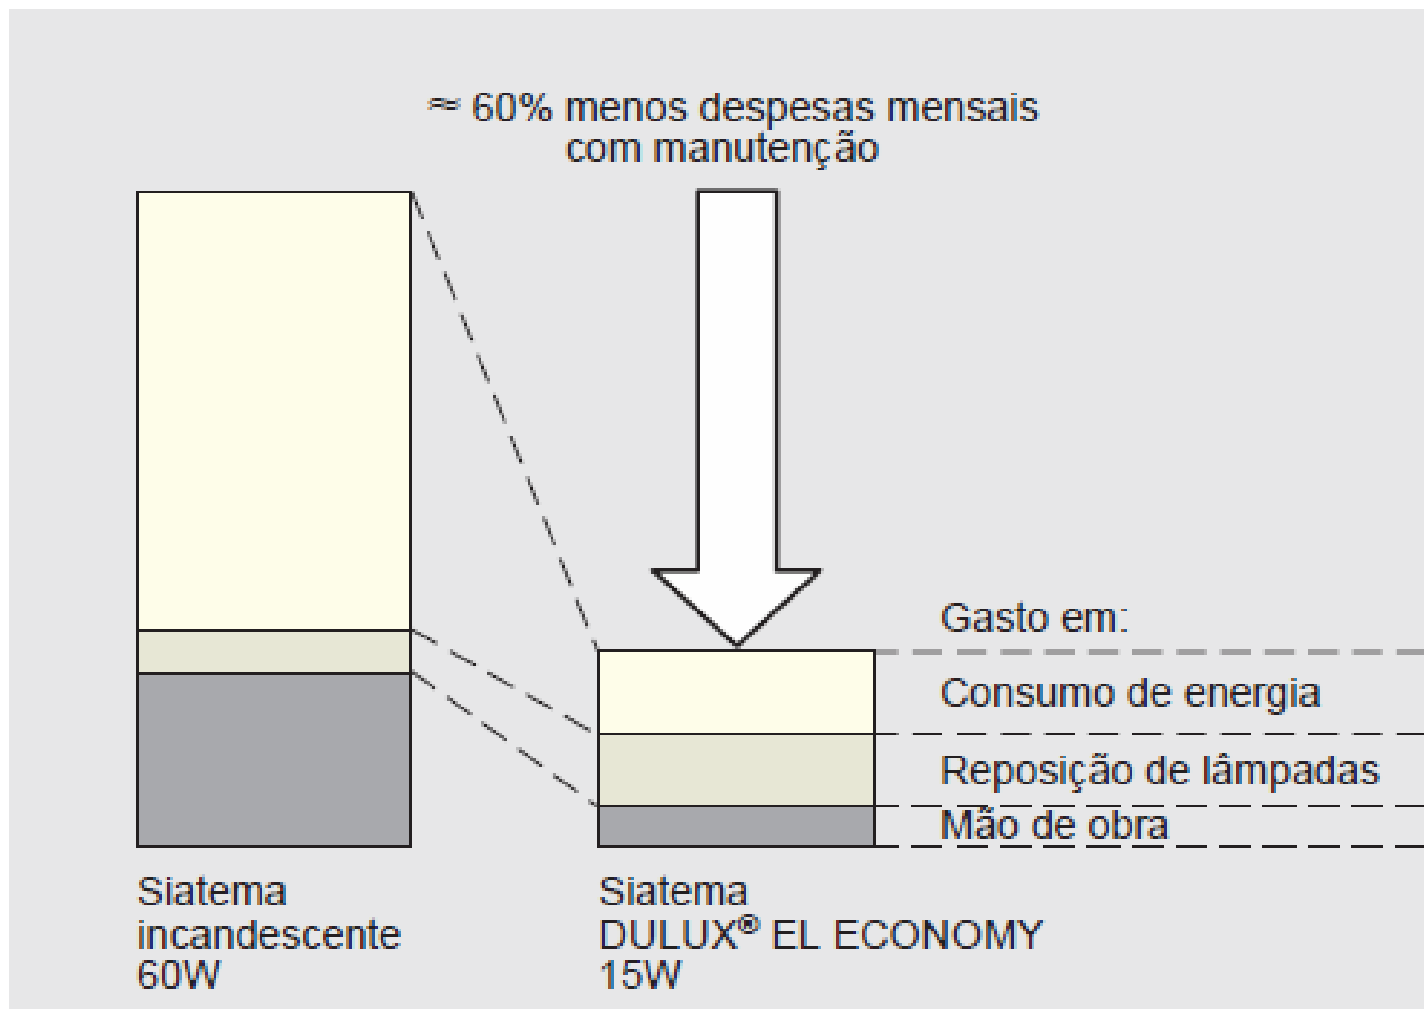 ≈ 60% menos despesas mensais
com manutenção
Gasto em:
Consumo de energia
Reposição de lâmpadas
Mão de obra
Siatema
incandescente
60W
Siatema
DULUX® EL ECONOMY
15W